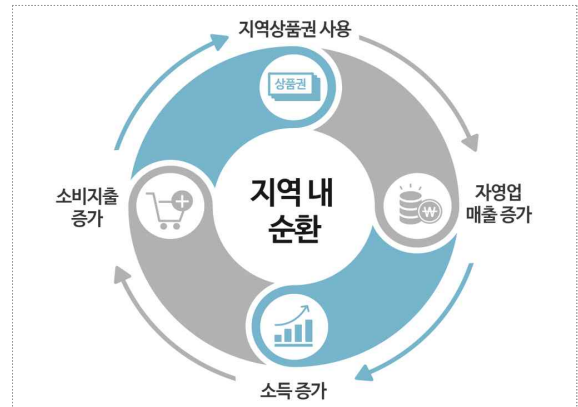 지역상품권 사용
상품권
자영업
매출 증가
소득 증가
소비지출
증가
지역 내
순환
₩